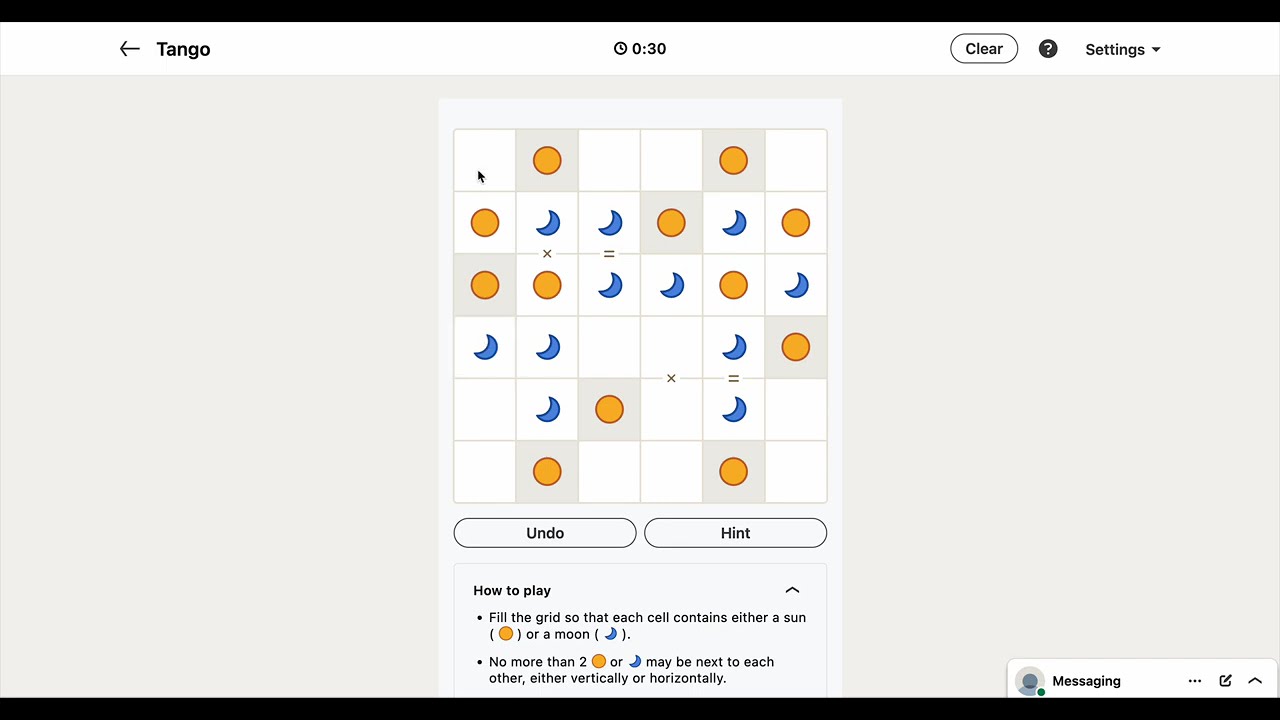 Tango
0:30
Clear
?
Settings
×
=
×
=
Undo
Hint
How to play
• Fill the grid so that each cell contains either a sun
( ) or a moon ( ).
• No more than 2 or may be next to each
other, either vertically or horizontally.
Messaging